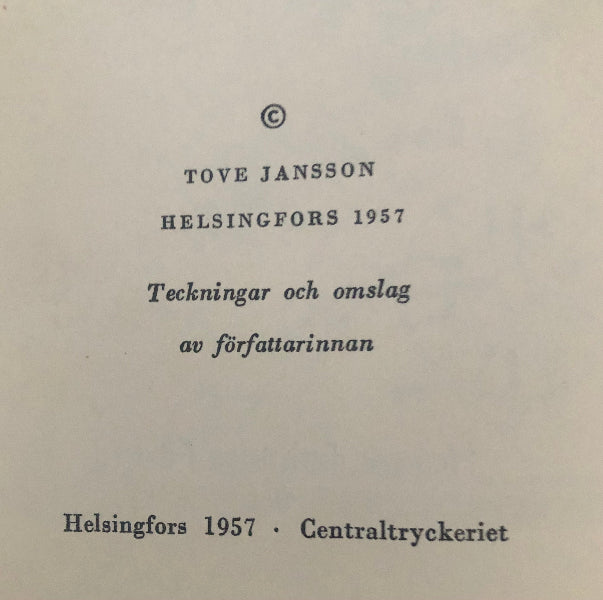 ©
TOVE JANSSON
HELSINGFORS 1957
Teckningar och omslag
av författarinnan
Helsingfors 1957 · Centraltryckeriet